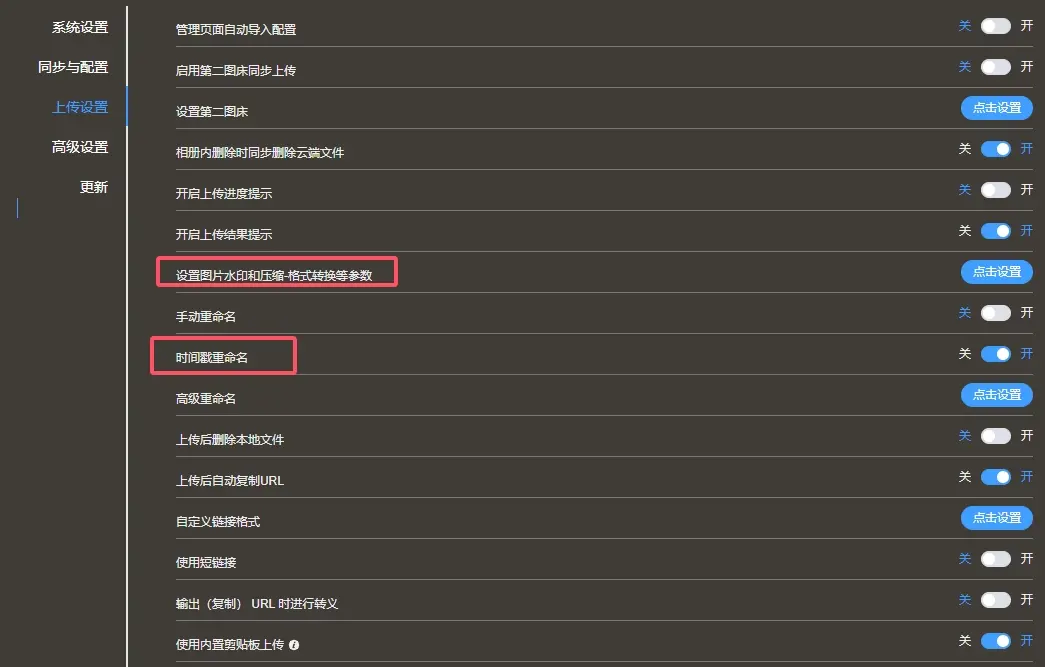 系统设置
同步与配置
上传设置
高级设置
更新
管理页面自动导入配置 关 开
启用第二图床同步上传 关 开
设置第二图床 点击设置
相册内删除时同步删除云端文件 关 开
开启上传进度提示 关 开
开启上传结果提示 关 开
设置图片水印和压缩-格式转换等参数 点击设置
手动重命名 关 开
时间戳重命名 关 开
高级重命名 点击设置
上传后删除本地文件 关 开
上传后自动复制URL 关 开
自定义链接格式 点击设置
使用短链接 关 开
输出（复制） URL 时进行转义 关 开
使用内置剪贴板上传 关 开